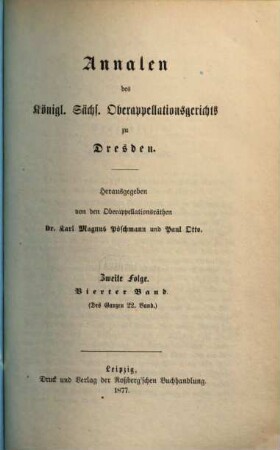 Annalen
des
Königl. Sächs. Oberappellationsgerichts
zu
Dresden.
Herausgegeben
von den Oberappellationsräthen
Dr. Karl Magnus Pöschmann und Paul Otto.
Zweite Folge.
Vierter Band.
(Des Ganzen 22. Band.)
Leipzig,
Druck und Verlag der Roßberg'schen Buchhandlung.
1877.